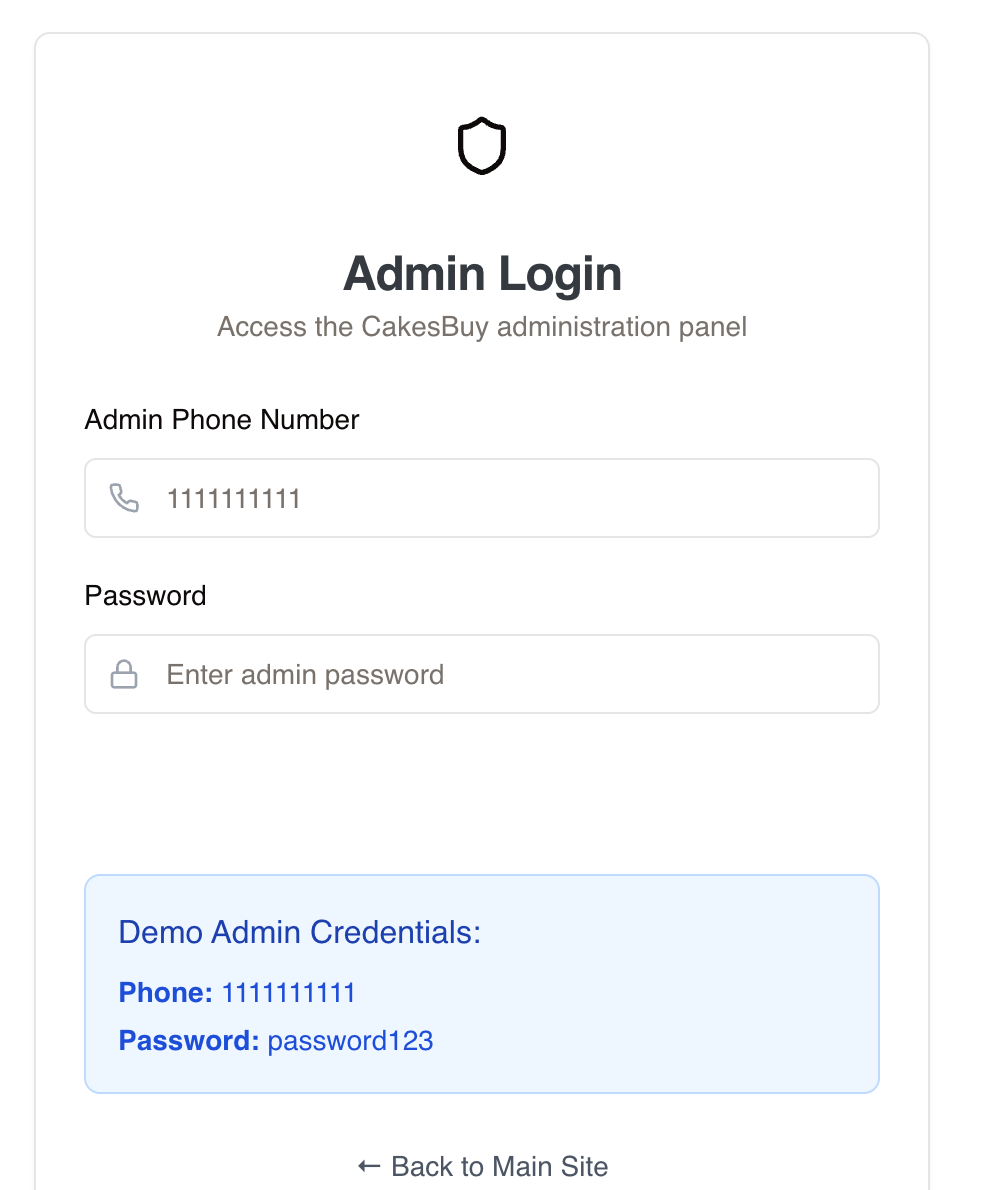 Admin Login
Access the CakesBuy administration panel
Admin Phone Number
1111111111
Password
Enter admin password
Demo Admin Credentials:
Phone: 1111111111
Password: password123
← Back to Main Site